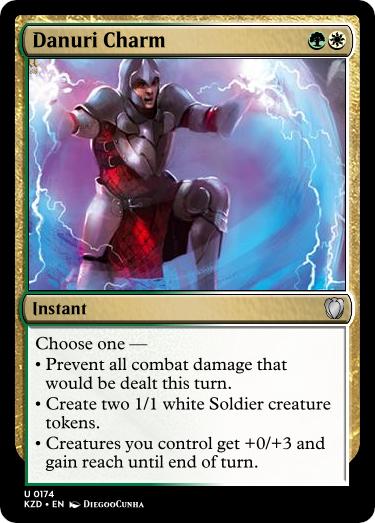 Danuri Charm
Instant
Choose one —
• Prevent all combat damage that
would be dealt this turn.
• Create two 1/1 white Soldier creature
tokens.
• Creatures you control get +0/+3 and
gain reach until end of turn.
U 0174
KZD • EN DiegooCunha